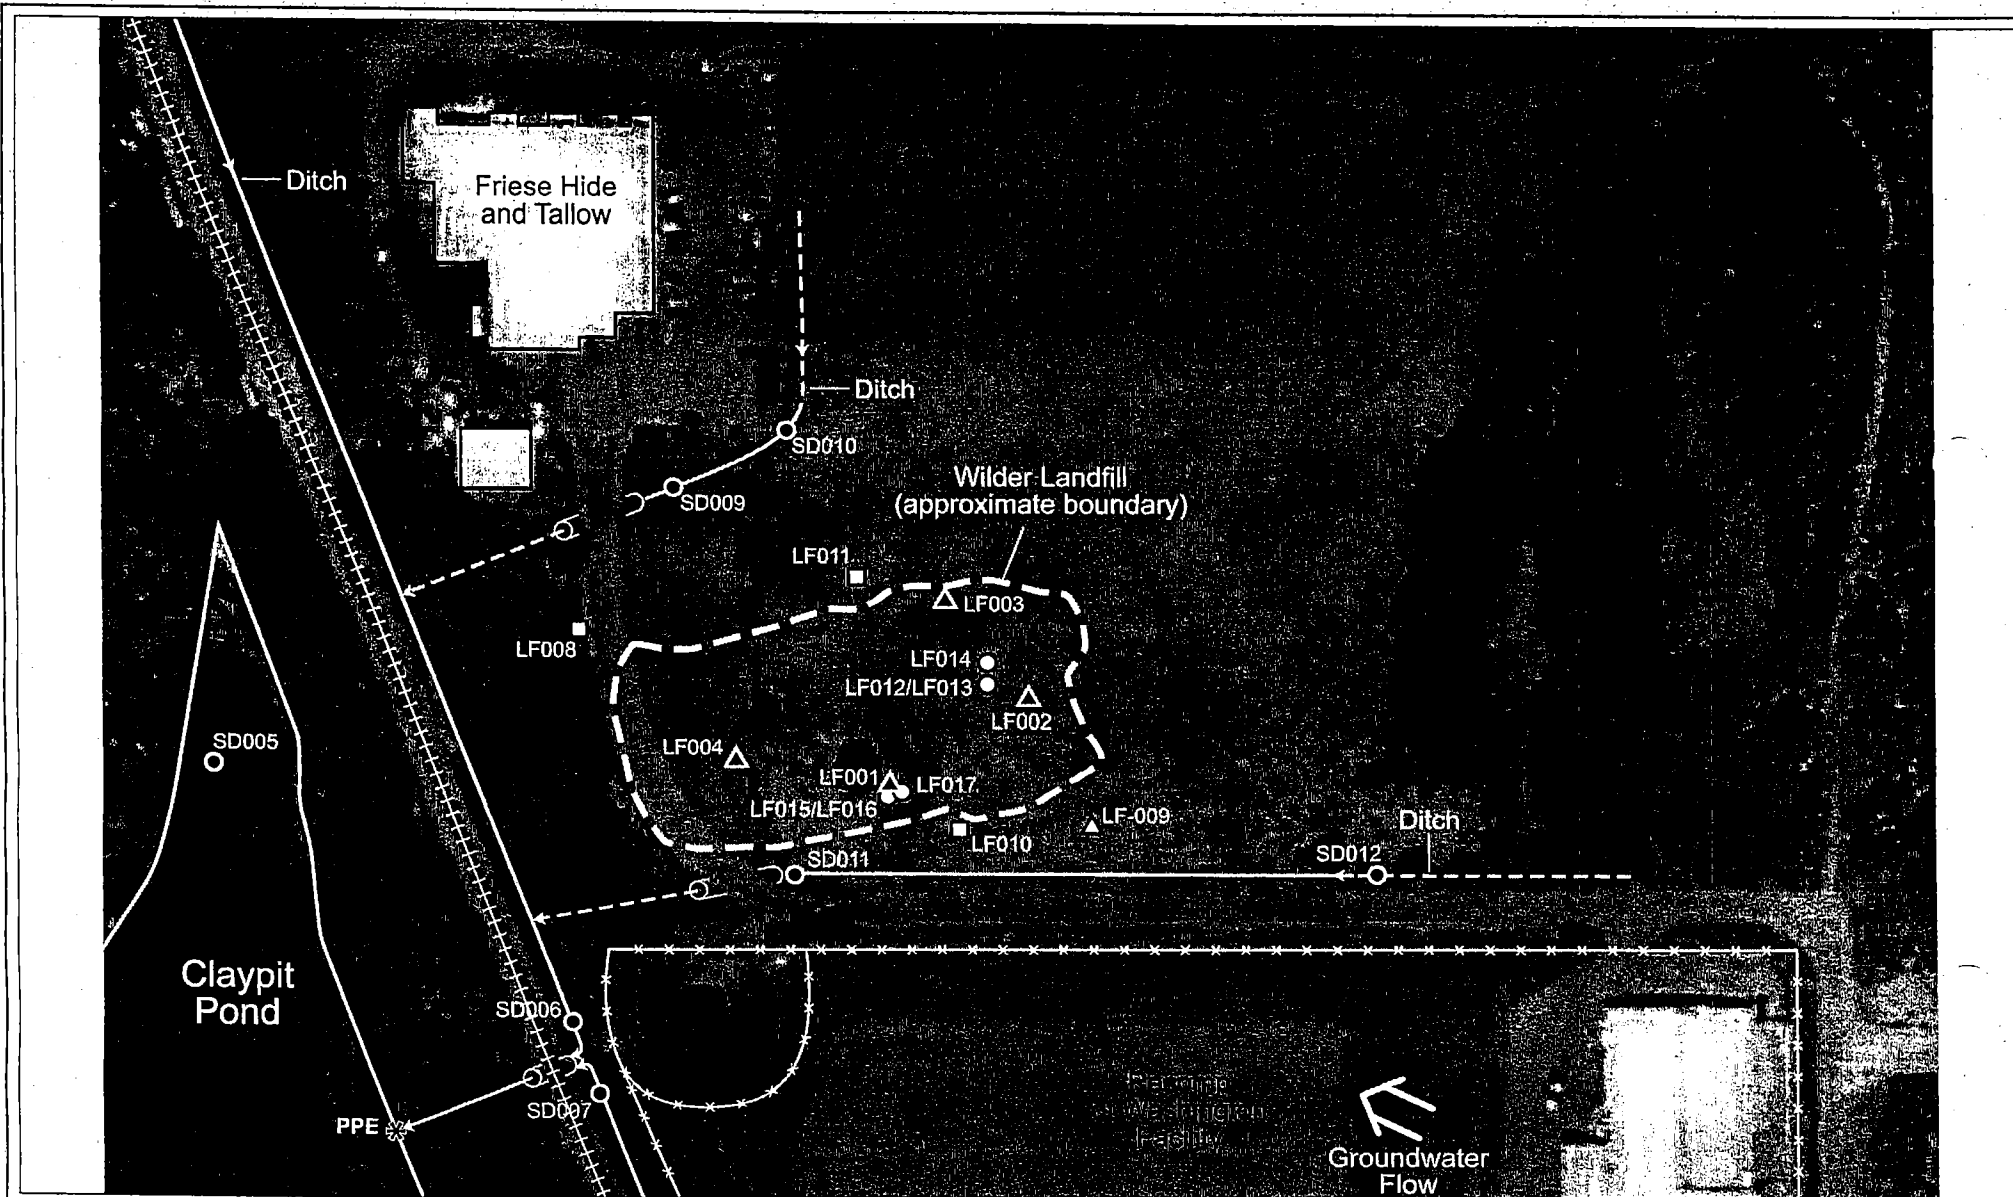 Ditch
Friese Hide
and Tallow
Ditch
SD010
SD009
Wilder Landfill
(approximate boundary)
LF011
LF003
LF008
LF014
LF012/LF013
LF002
SD005
LF004
LF001
LF017
LF015/LF016
LF-009
LF010
Ditch
SD011
SD012
Claypit
Pond
SD006
SD007
PPE
Washington
Facility
Groundwater
Flow